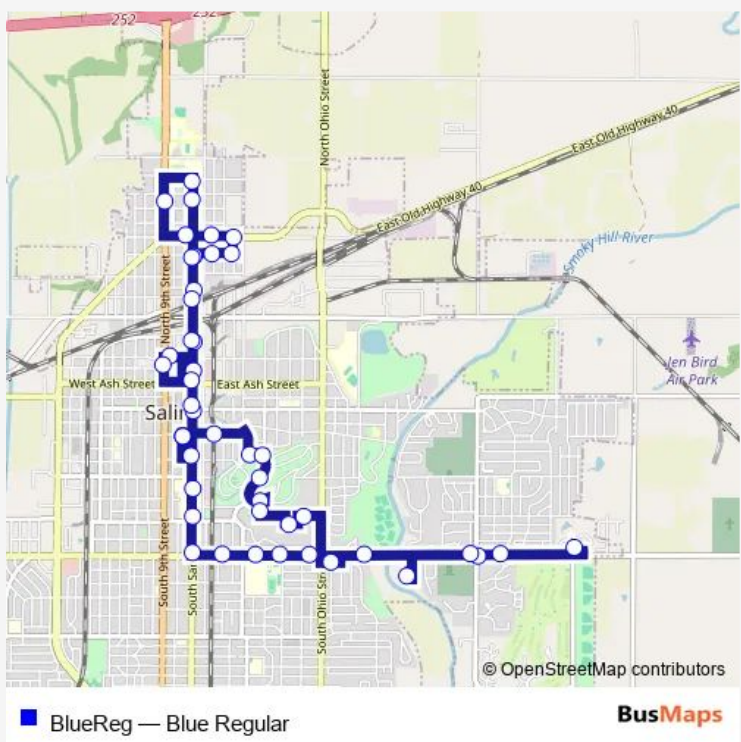 252
252
North Ohio Street
East Old Highway 40
East Old Highway 40
Smoky Hill River
North 9th Street
Jen Bird
Air Park
West Ash Street
East Ash Street
Salin
South 9th Street
South San
South Ohio Stre
© OpenStreetMap contributors
BlueReg — Blue Regular
BusMaps